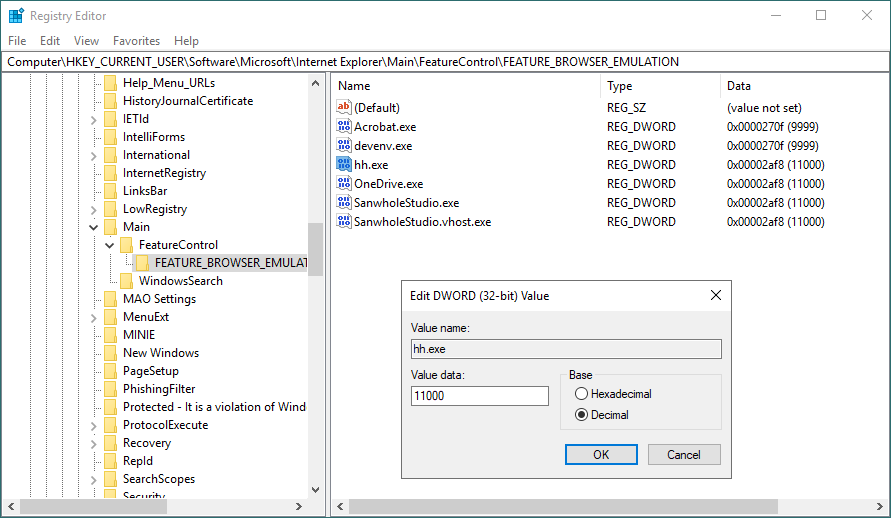 Registry Editor
File Edit View Favorites Help
Computer\HKEY_CURRENT_USER\Software\Microsoft\Internet Explorer\Main\FeatureControl\FEATURE_BROWSER_EMULATION
Help_Menu_URLs
HistoryJournalCertificate
IETId
IntelliForms
International
InternetRegistry
LinksBar
LowRegistry
Main
FeatureControl
FEATURE_BROWSER_EMULAT
WindowsSearch
MAO Settings
MenuExt
MINIE
New Windows
PageSetup
PhishingFilter
Protected - It is a violation of Wind
ProtocolExecute
Recovery
RepId
SearchScopes
Security
Name Type Data
(Default) REG_SZ (value not set)
Acrobat.exe REG_DWORD 0x0000270f (9999)
devenv.exe REG_DWORD 0x0000270f (9999)
hh.exe REG_DWORD 0x00002af8 (11000)
OneDrive.exe REG_DWORD 0x00002af8 (11000)
SanwholeStudio.exe REG_DWORD 0x00002af8 (11000)
SanwholeStudio.vhost.exe REG_DWORD 0x00002af8 (11000)
Edit DWORD (32-bit) Value
Value name:
hh.exe
Value data:
11000
Base
Hexadecimal
Decimal
OK Cancel